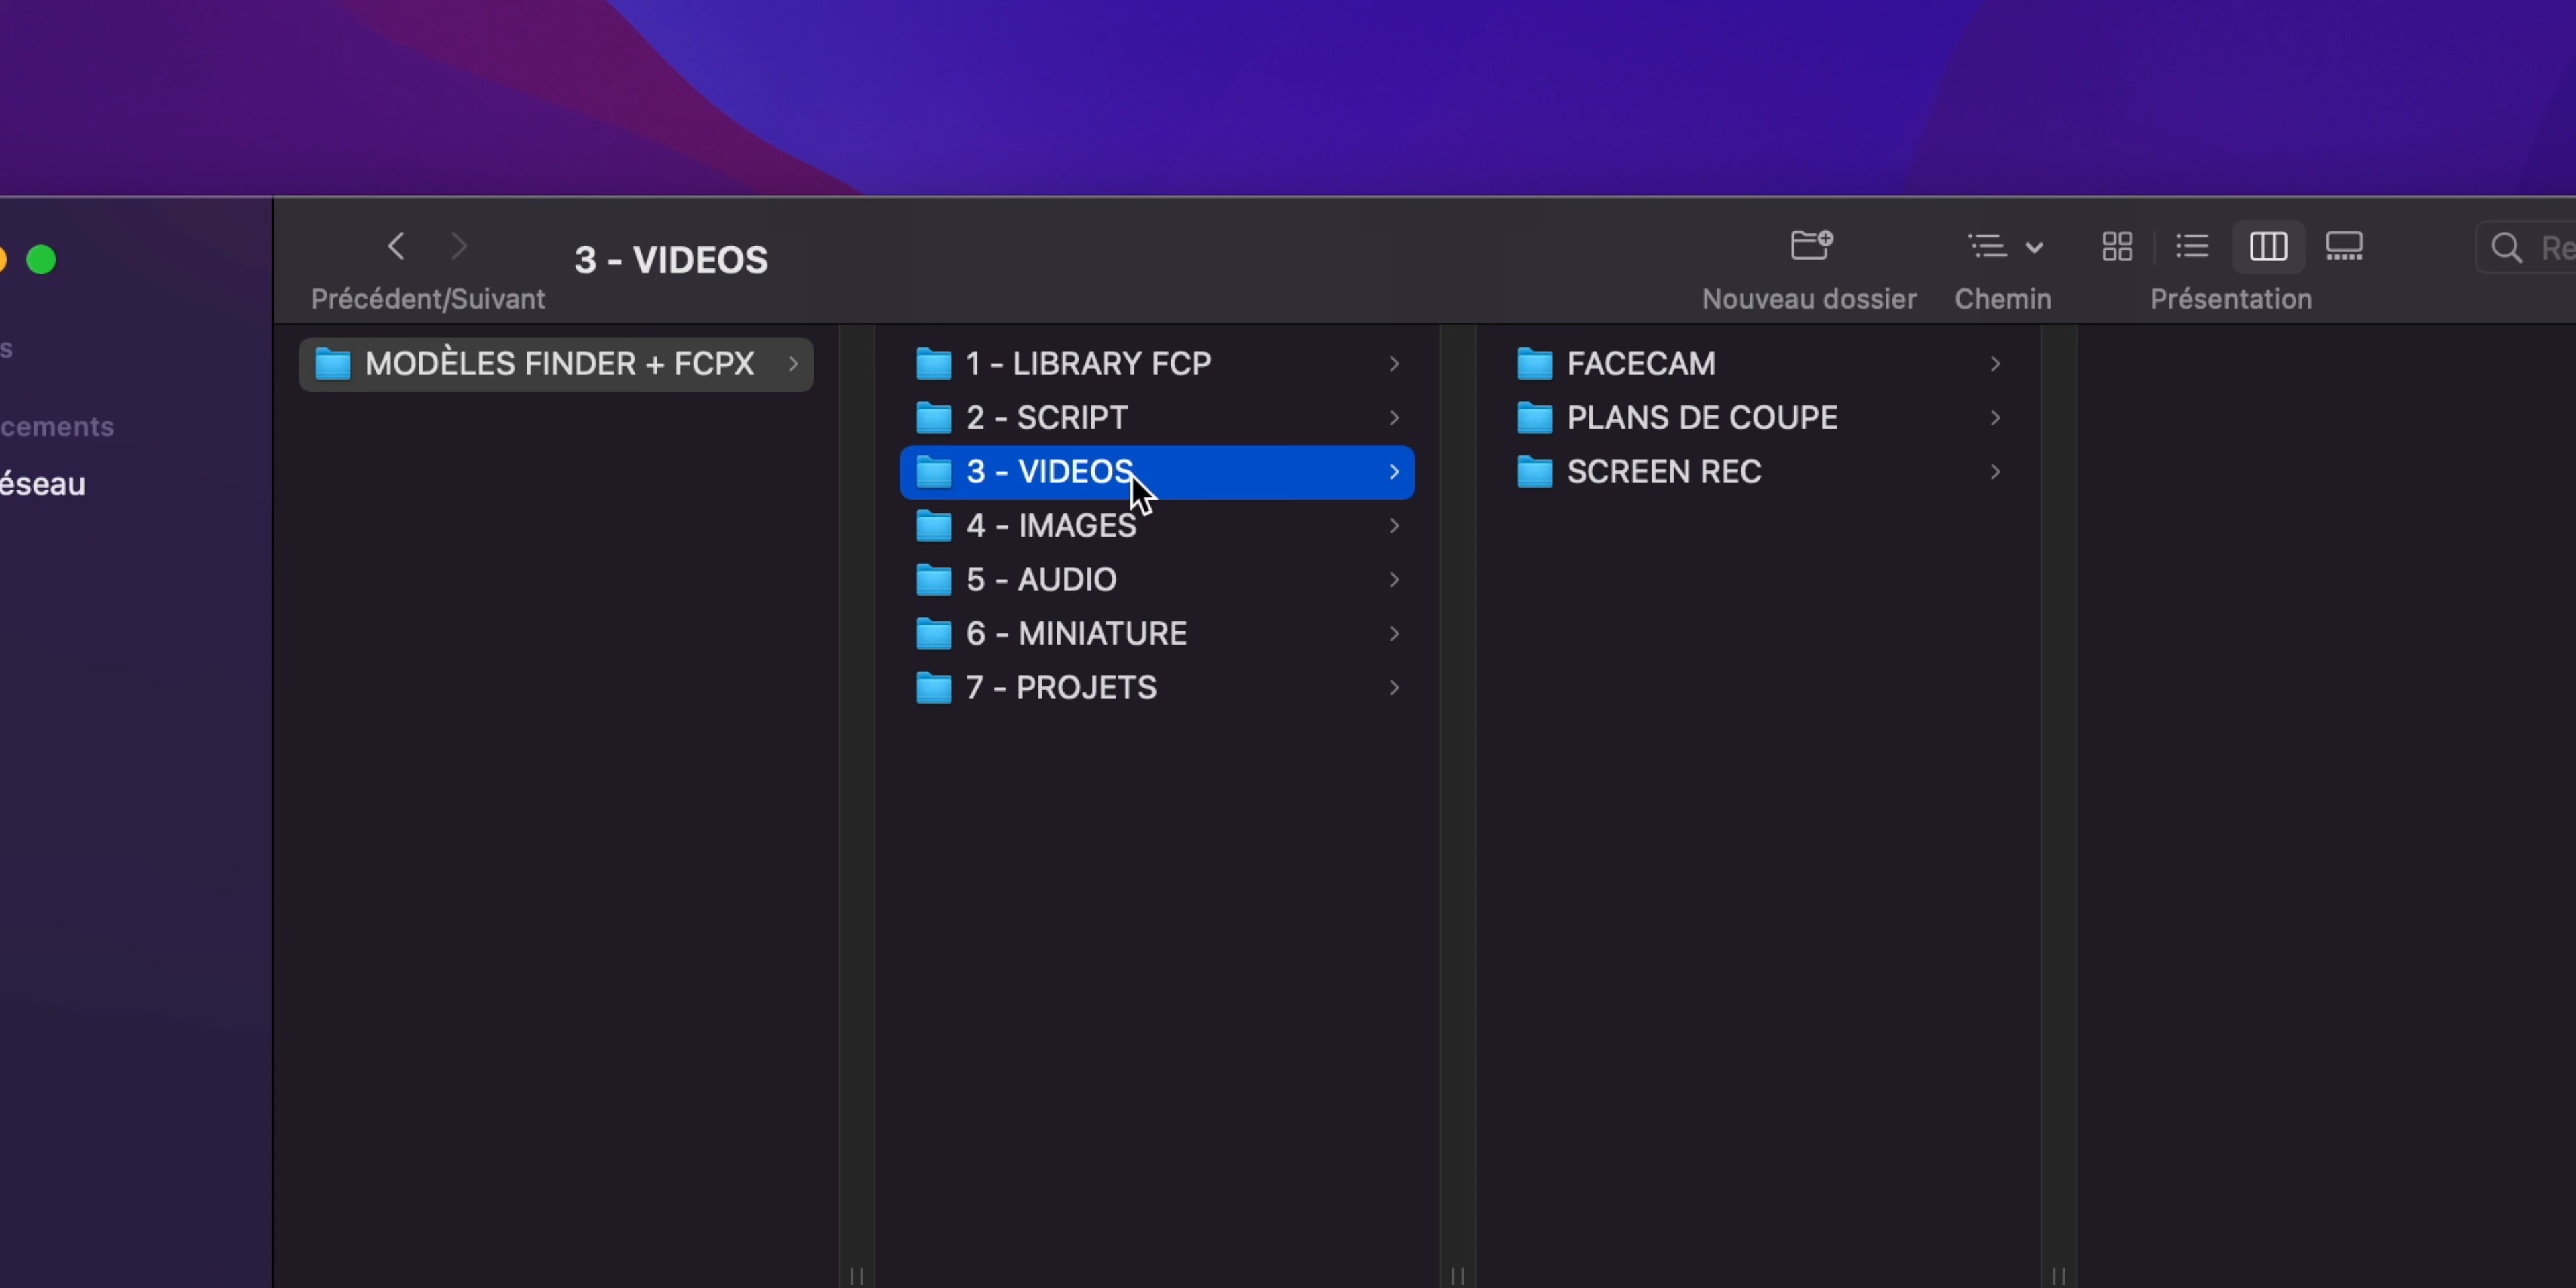 3 - VIDEOS
Précédent/Suivant
Nouveau dossier
Chemin
Présentation
Re
s
cements
éseau
MODÈLES FINDER + FCPX
1 - LIBRARY FCP
2 - SCRIPT
3 - VIDEOS
4 - IMAGES
5 - AUDIO
6 - MINIATURE
7 - PROJETS
FACECAM
PLANS DE COUPE
SCREEN REC